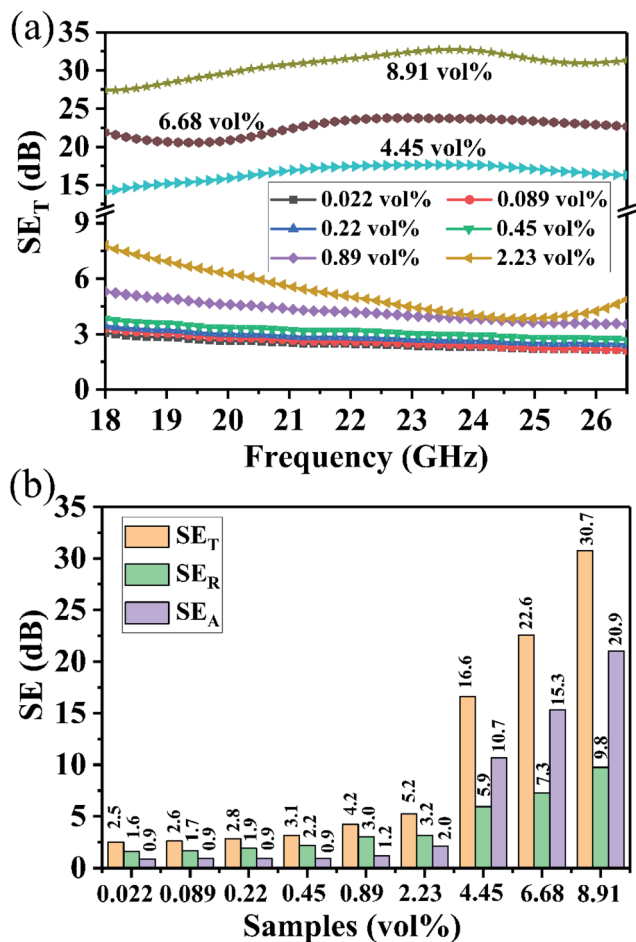 (a)
35
30
25
20
15
9
6
3
0
SE_T (dB)
8.91 vol%
6.68 vol%
4.45 vol%
0.022 vol% 0.089 vol%
0.22 vol% 0.45 vol%
0.89 vol% 2.23 vol%
18 19 20 21 22 23 24 25 26
Frequency (GHz)
(b)
35
30
25
20
15
10
5
0
SE (dB)
SE_T
SE_R
SE_A
2.5 1.6 0.9 2.6 1.7 0.9 2.8 1.9 0.9 3.1 2.2 0.9 4.2 3.0 1.2 5.2 3.2 2.0 16.6 5.9 10.7 22.6 7.3 15.3 30.7 9.8 20.9
0.022 0.089 0.22 0.45 0.89 2.23 4.45 6.68 8.91
Samples (vol%)